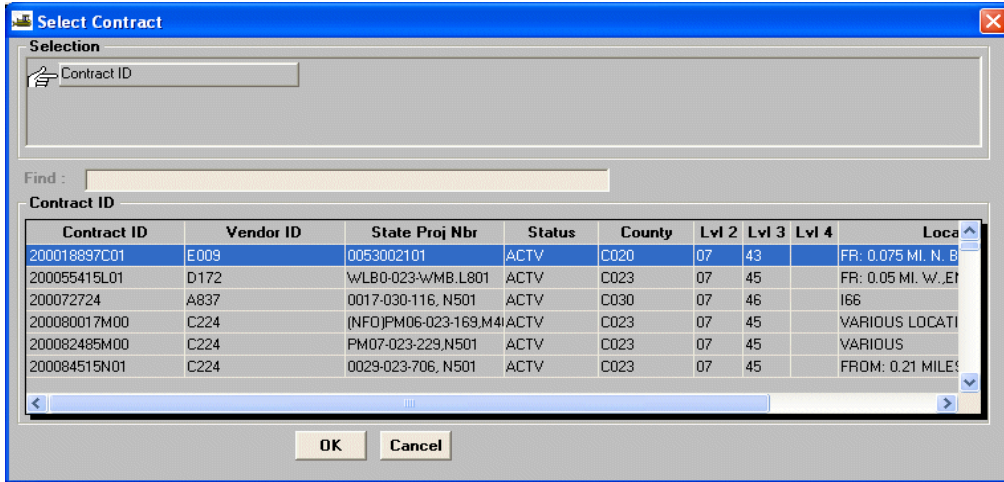 Select Contract
Selection
Contract ID
Find :
Contract ID
Contract ID Vendor ID State Proj Nbr Status County Lvl 2 Lvl 3 Lvl 4 Loca
200018897C01 E009 0053002101 ACTV C020 07 43 FR: 0.075 MI. N. B
200055415L01 D172 WLB0-023-WMB.L801 ACTV C023 07 45 FR: 0.05 MI. W.,EN
200072724 A837 0017-030-116, N501 ACTV C030 07 46 I66
200080017M00 C224 (NFO)PM06-023-169,M4 ACTV C023 07 45 VARIOUS LOCATI
200082485M00 C224 PM07-023-229,N501 ACTV C023 07 45 VARIOUS
200084515N01 C224 0029-023-706, N501 ACTV C023 07 45 FROM: 0.21 MILES
OK Cancel